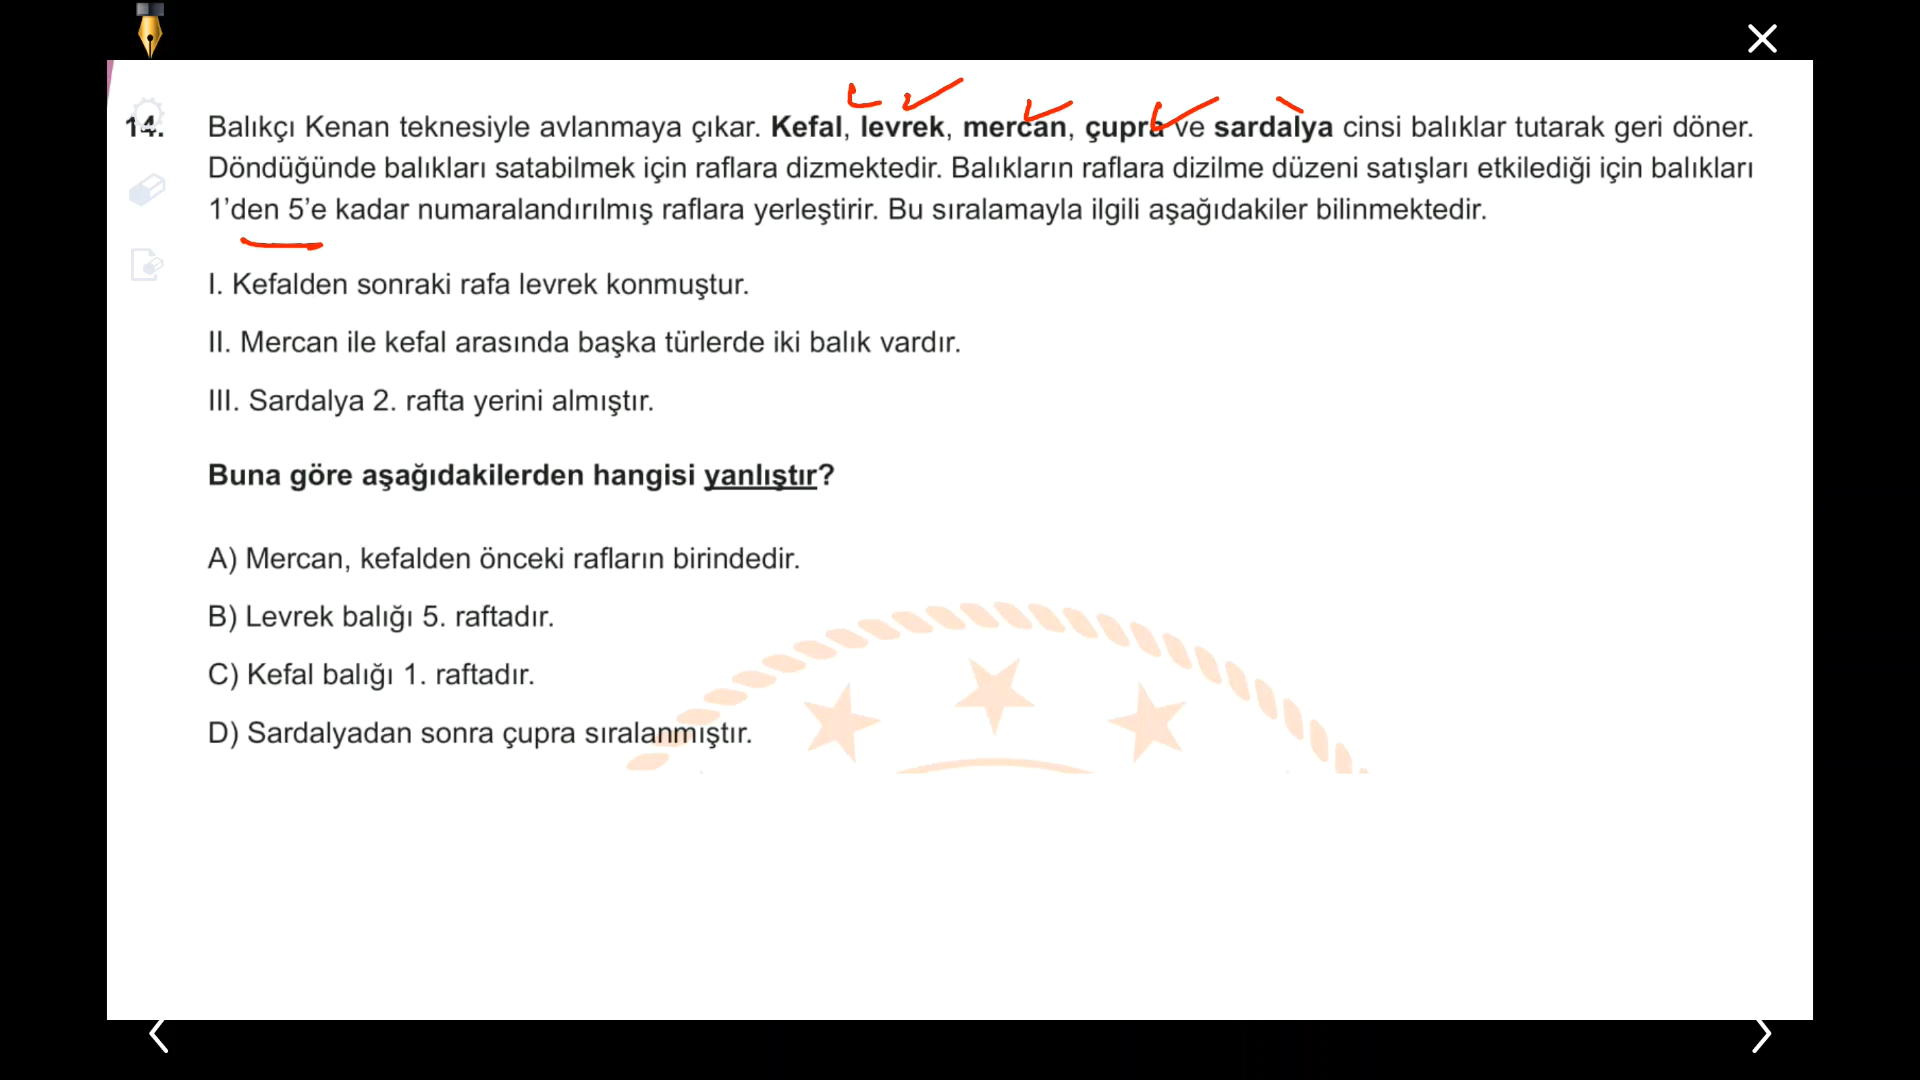 14. Balıkçı Kenan teknesiyle avlanmaya çıkar. Kefal, levrek, mercan, çupra ve sardalya cinsi balıklar tutarak geri döner.
Döndüğünde balıkları satabilmek için raflara dizmektedir. Balıkların raflara dizilme düzeni satışları etkilediği için balıkları
1’den 5’e kadar numaralandırılmış raflara yerleştirir. Bu sıralamayla ilgili aşağıdakiler bilinmektedir.
I. Kefalden sonraki rafa levrek konmuştur.
II. Mercan ile kefal arasında başka türlerde iki balık vardır.
III. Sardalya 2. rafta yerini almıştır.
Buna göre aşağıdakilerden hangisi yanlıştır?
A) Mercan, kefalden önceki rafların birindedir.
B) Levrek balığı 5. raftadır.
C) Kefal balığı 1. raftadır.
D) Sardalyadan sonra çupra sıralanmıştır.